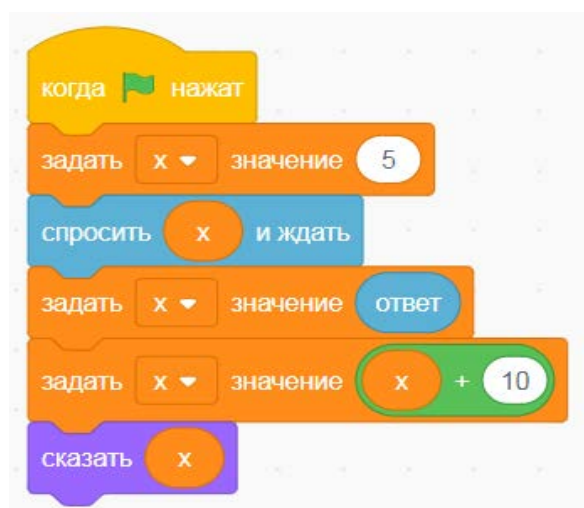 когда нажат
задать x значение 5
спросить x и ждать
задать x значение ответ
задать x значение x + 10
сказать x